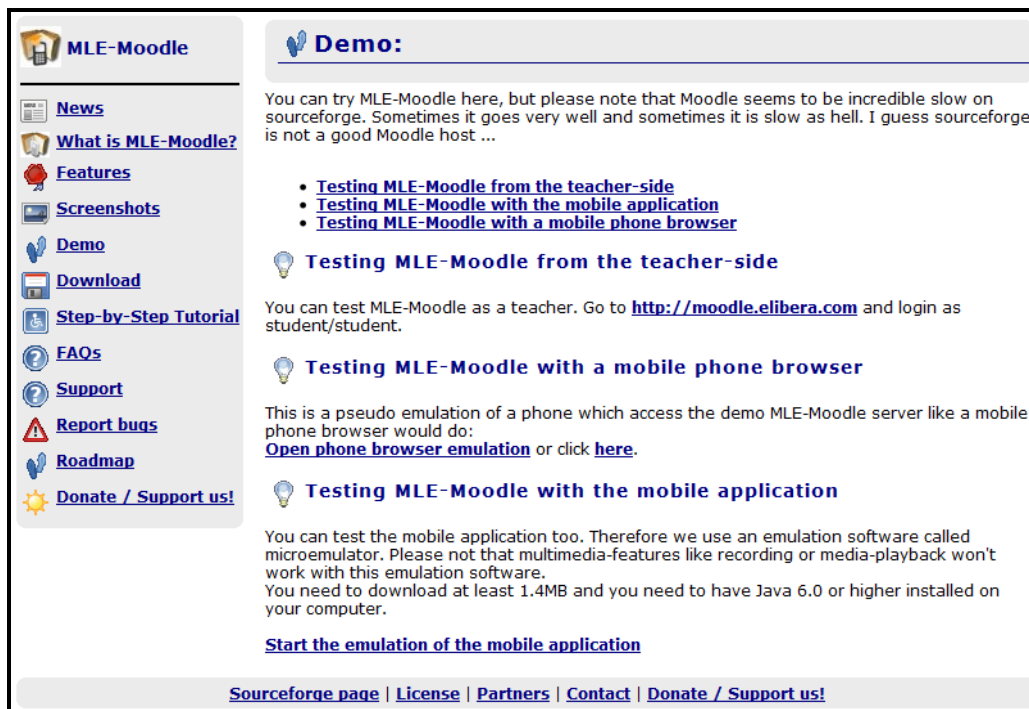 MLE-Moodle
News
What is MLE-Moodle?
Features
Screenshots
Demo
Download
Step-by-Step Tutorial
FAQs
Support
Report bugs
Roadmap
Donate / Support us!
Demo:
You can try MLE-Moodle here, but please note that Moodle seems to be incredible slow on
sourceforge. Sometimes it goes very well and sometimes it is slow as hell. I guess sourceforge
is not a good Moodle host ...
• Testing MLE-Moodle from the teacher-side
• Testing MLE-Moodle with the mobile application
• Testing MLE-Moodle with a mobile phone browser
Testing MLE-Moodle from the teacher-side
You can test MLE-Moodle as a teacher. Go to http://moodle.elibera.com and login as
student/student.
Testing MLE-Moodle with a mobile phone browser
This is a pseudo emulation of a phone which access the demo MLE-Moodle server like a mobile
phone browser would do:
Open phone browser emulation or click here.
Testing MLE-Moodle with the mobile application
You can test the mobile application too. Therefore we use an emulation software called
microemulator. Please not that multimedia-features like recording or media-playback won't
work with this emulation software.
You need to download at least 1.4MB and you need to have Java 6.0 or higher installed on
your computer.
Start the emulation of the mobile application
Sourceforge page | License | Partners | Contact | Donate / Support us!